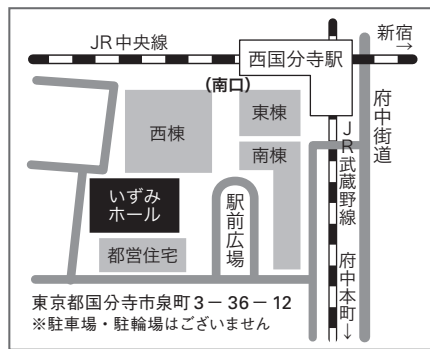 JR中央線
西国分寺駅
新宿
→
(南口)
東棟
西棟
南棟
JR武蔵野線
府中街道
いずみ
ホール
駅前広場
都営住宅
府中本町↓
東京都国分寺市泉町3－36－12
※駐車場・駐輪場はございません